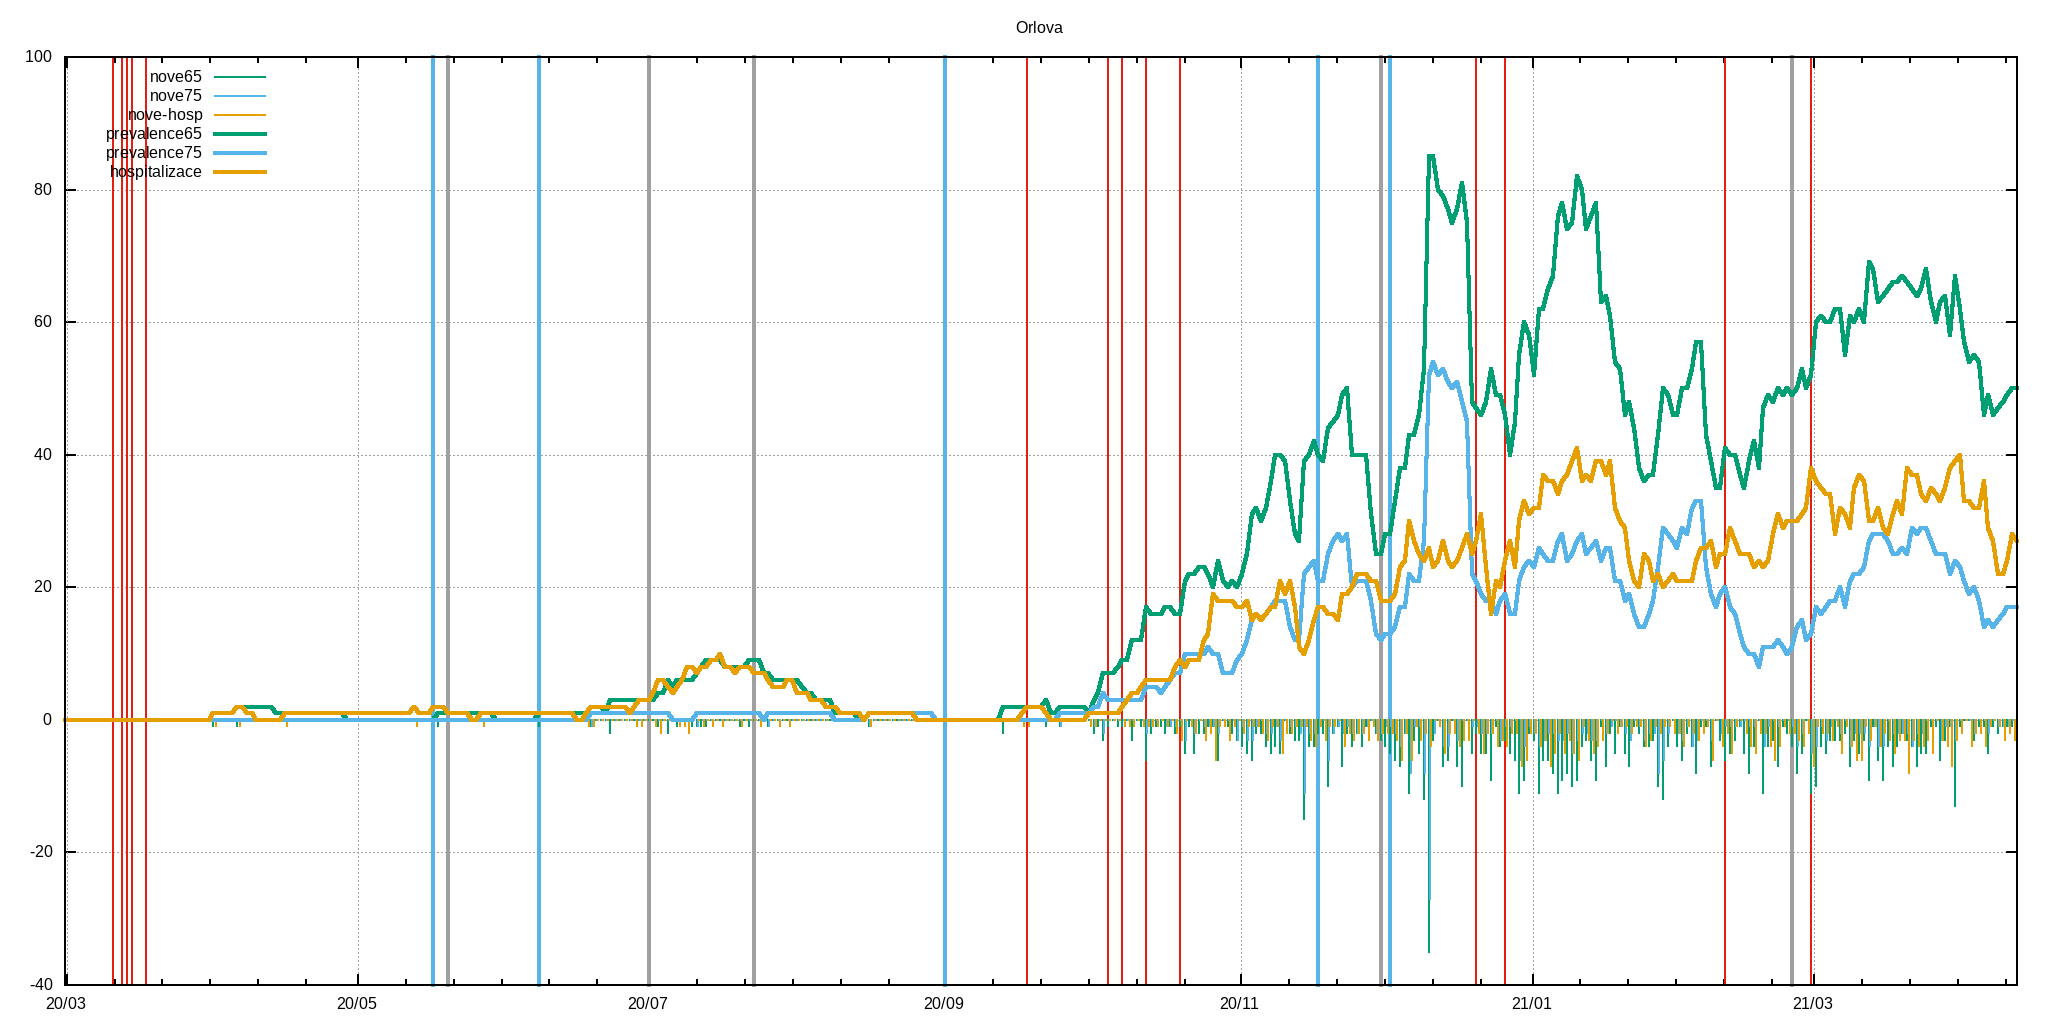 Orlova
100
80
60
40
20
0
-20
-40
nove65
nove75
nove-hosp
prevalence65
prevalence75
hospitalizace
20/03 20/05 20/07 20/09 20/11 21/01 21/03